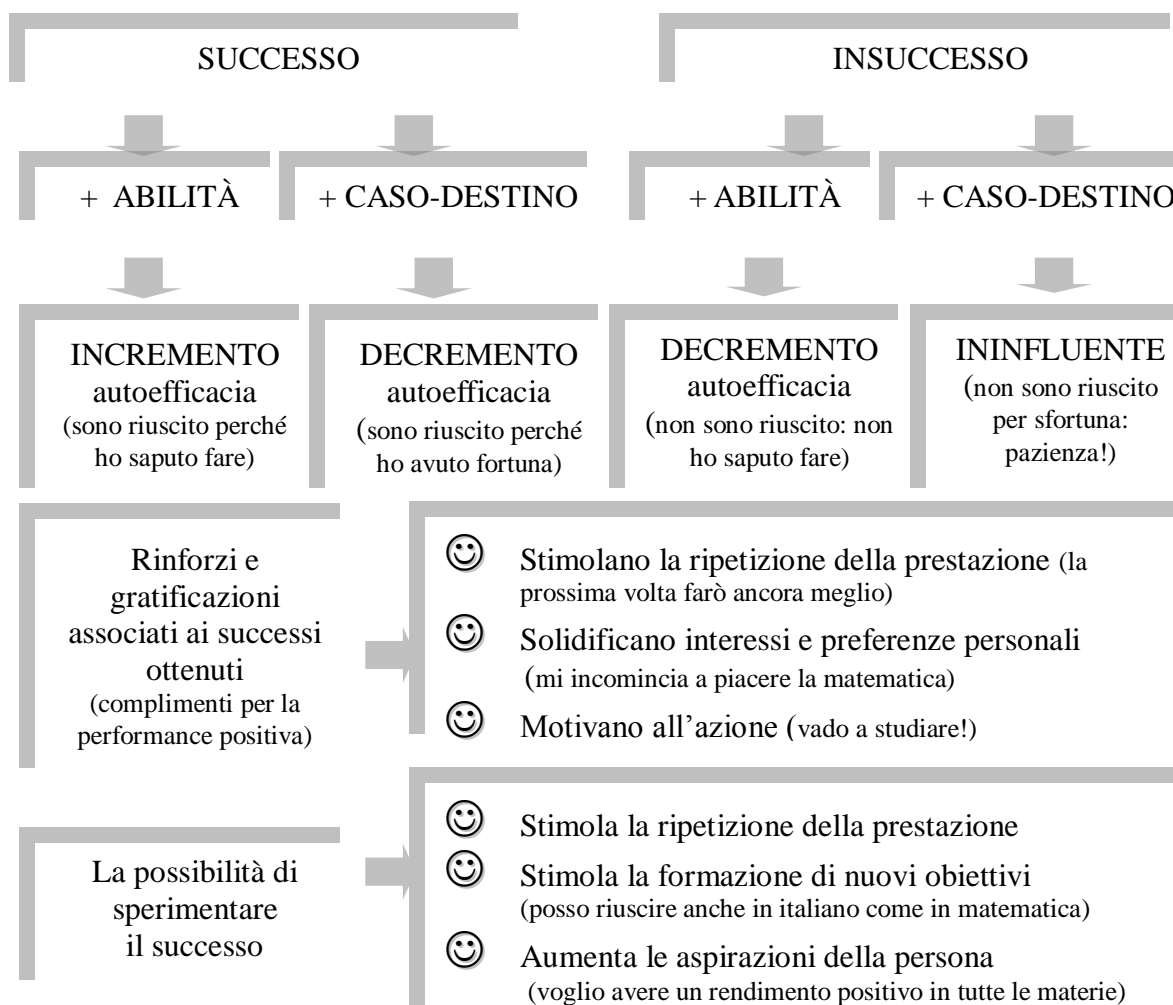 SUCCESSO
INSUCCESSO
+ ABILITÀ
+ CASO-DESTINO
+ ABILITÀ
+ CASO-DESTINO
INCREMENTO
autoefficacia
(sono riuscito perché
ho saputo fare)
DECREMENTO
autoefficacia
(sono riuscito perché
ho avuto fortuna)
DECREMENTO
autoefficacia
(non sono riuscito: non
ho saputo fare)
ININFLUENTE
(non sono riuscito
per sfortuna:
pazienza!)
Rinforzi e
gratificazioni
associati ai successi
ottenuti
(complimenti per la
performance positiva)
Stimolano la ripetizione della prestazione (la
prossima volta farò ancora meglio)
Solidificano interessi e preferenze personali
(mi incomincia a piacere la matematica)
Motivano all’azione (vado a studiare!)
La possibilità di
sperimentare
il successo
Stimola la ripetizione della prestazione
Stimola la formazione di nuovi obiettivi
(posso riuscire anche in italiano come in matematica)
Aumenta le aspirazioni della persona
(voglio avere un rendimento positivo in tutte le materie)